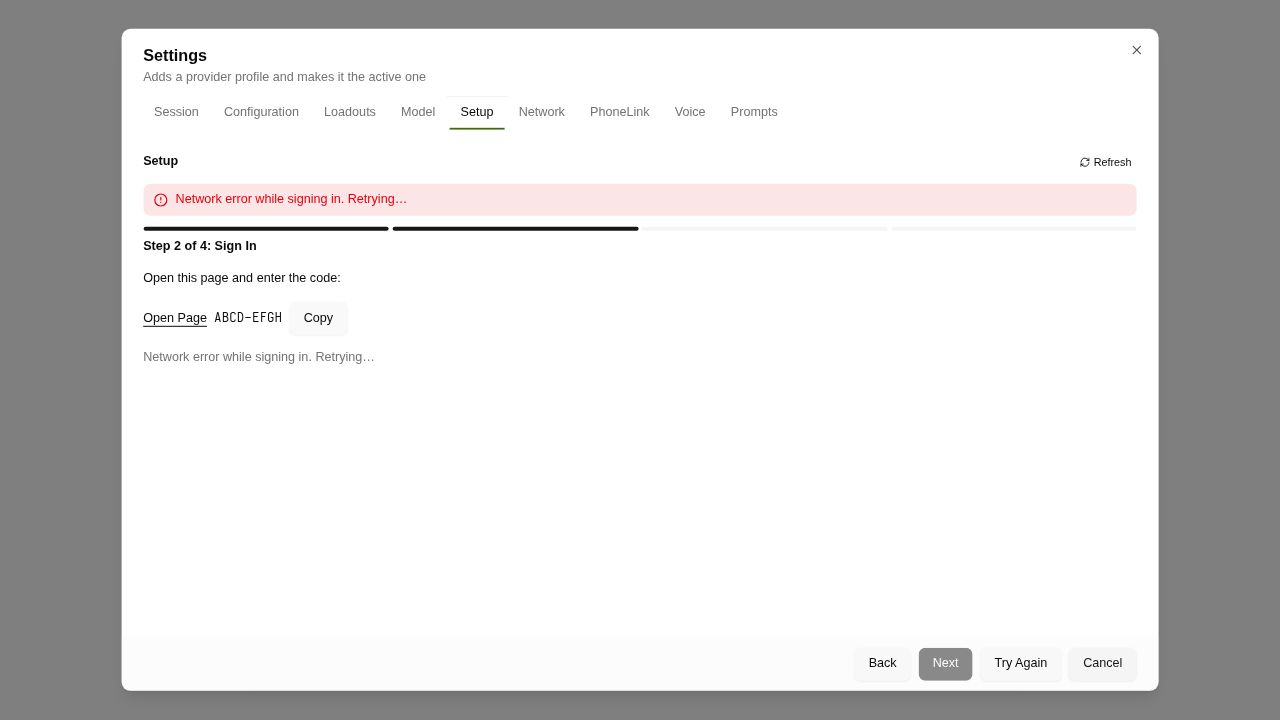 Settings
Adds a provider profile and makes it the active one
Session Configuration Loadouts Model Setup Network PhoneLink Voice Prompts
Setup
Refresh
Network error while signing in. Retrying…
Step 2 of 4: Sign In
Open this page and enter the code:
Open Page ABCD-EFGH Copy
Network error while signing in. Retrying…
Back Next Try Again Cancel